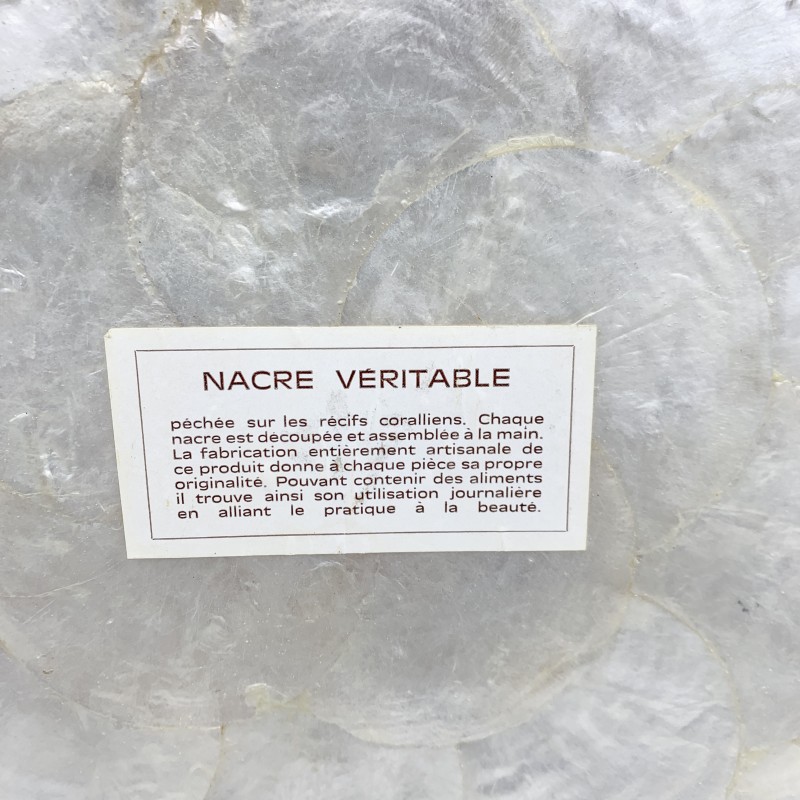 NACRE VÉRITABLE
péchée sur les récifs coralliens. Chaque
nacre est découpée et assemblée à la main.
La fabrication entièrement artisanale de
ce produit donne à chaque pièce sa propre
originalité. Pouvant contenir des aliments
il trouve ainsi son utilisation journalière
en alliant le pratique à la beauté.